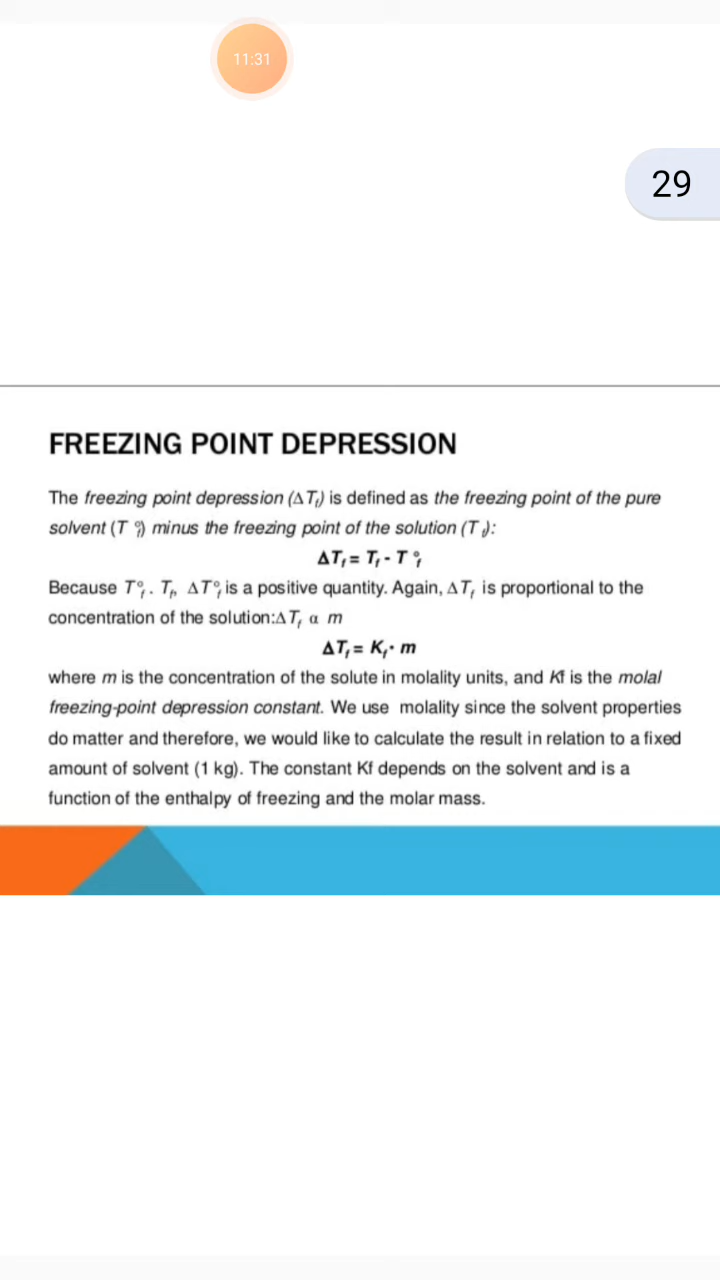 11:31
29
FREEZING POINT DEPRESSION
The freezing point depression (Δ Tf) is defined as the freezing point of the pure
solvent (T °f) minus the freezing point of the solution (T f):
ΔTf = Tf - T °f
Because T°f . Tf, ΔT°f is a positive quantity. Again, ΔTf is proportional to the
concentration of the solution:ΔTf α m
ΔTf = Kf· m
where m is the concentration of the solute in molality units, and Kf is the molal
freezing-point depression constant. We use molality since the solvent properties
do matter and therefore, we would like to calculate the result in relation to a fixed
amount of solvent (1 kg). The constant Kf depends on the solvent and is a
function of the enthalpy of freezing and the molar mass.